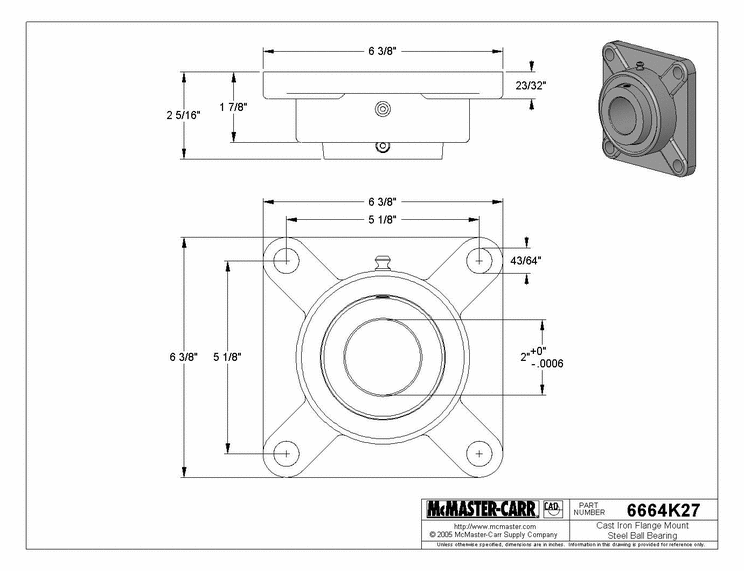 6 3/8"
23/32"
1 7/8"
2 5/16"
6 3/8"
5 1/8"
43/64"
6 3/8"
5 1/8"
2" +0"
-.0006
McMASTER-CARR® CAD
PART NUMBER
6664K27
http://www.mcmaster.com
© 2005 McMaster-Carr Supply Company
Cast Iron Flange Mount
Steel Ball Bearing
Unless otherwise specified, dimensions are in inches. Information in this drawing is provided for reference only.